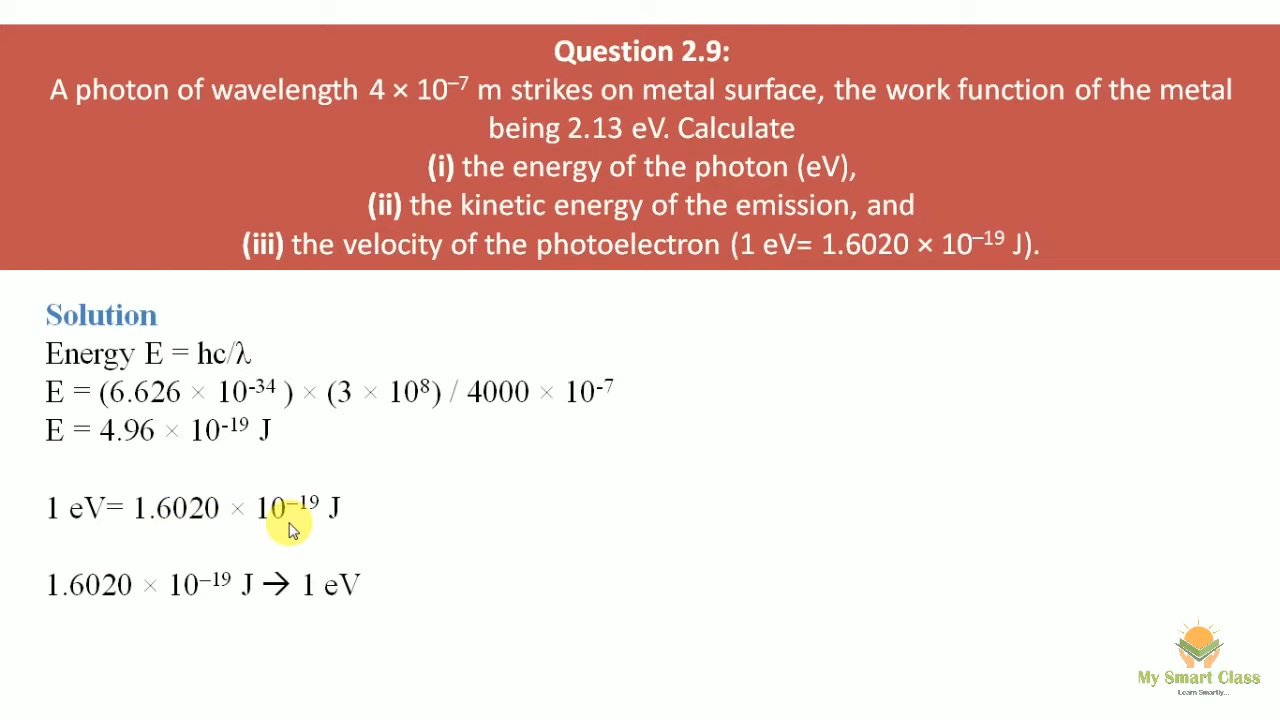 Question 2.9:
A photon of wavelength 4 × 10⁻⁷ m strikes on metal surface, the work function of the metal
being 2.13 eV. Calculate
(i) the energy of the photon (eV),
(ii) the kinetic energy of the emission, and
(iii) the velocity of the photoelectron (1 eV= 1.6020 × 10⁻¹⁹ J).
Solution
Energy E = hc/λ
E = (6.626 × 10⁻³⁴ ) × (3 × 10⁸) / 4000 × 10⁻⁷
E = 4.96 × 10⁻¹⁹ J
1 eV= 1.6020 × 10⁻¹⁹ J
1.6020 × 10⁻¹⁹ J → 1 eV
My Smart Class
Learn Smartly...